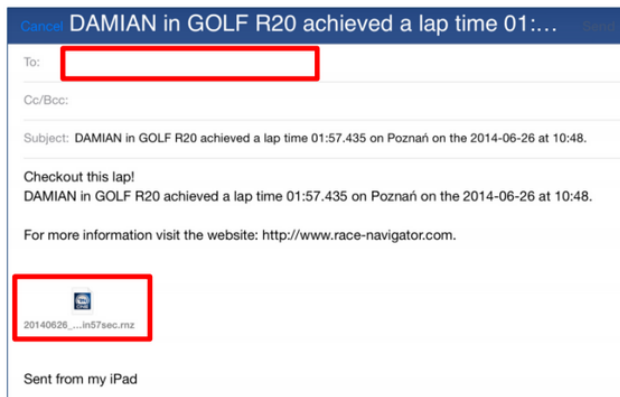 Cancel DAMIAN in GOLF R20 achieved a lap time 01:... Send
To:
Cc/Bcc:
Subject: DAMIAN in GOLF R20 achieved a lap time 01:57.435 on Poznań on the 2014-06-26 at 10:48.
Checkout this lap!
DAMIAN in GOLF R20 achieved a lap time 01:57.435 on Poznań on the 2014-06-26 at 10:48.
For more information visit the website: http://www.race-navigator.com.
20140626_...in57sec.rnz
Sent from my iPad